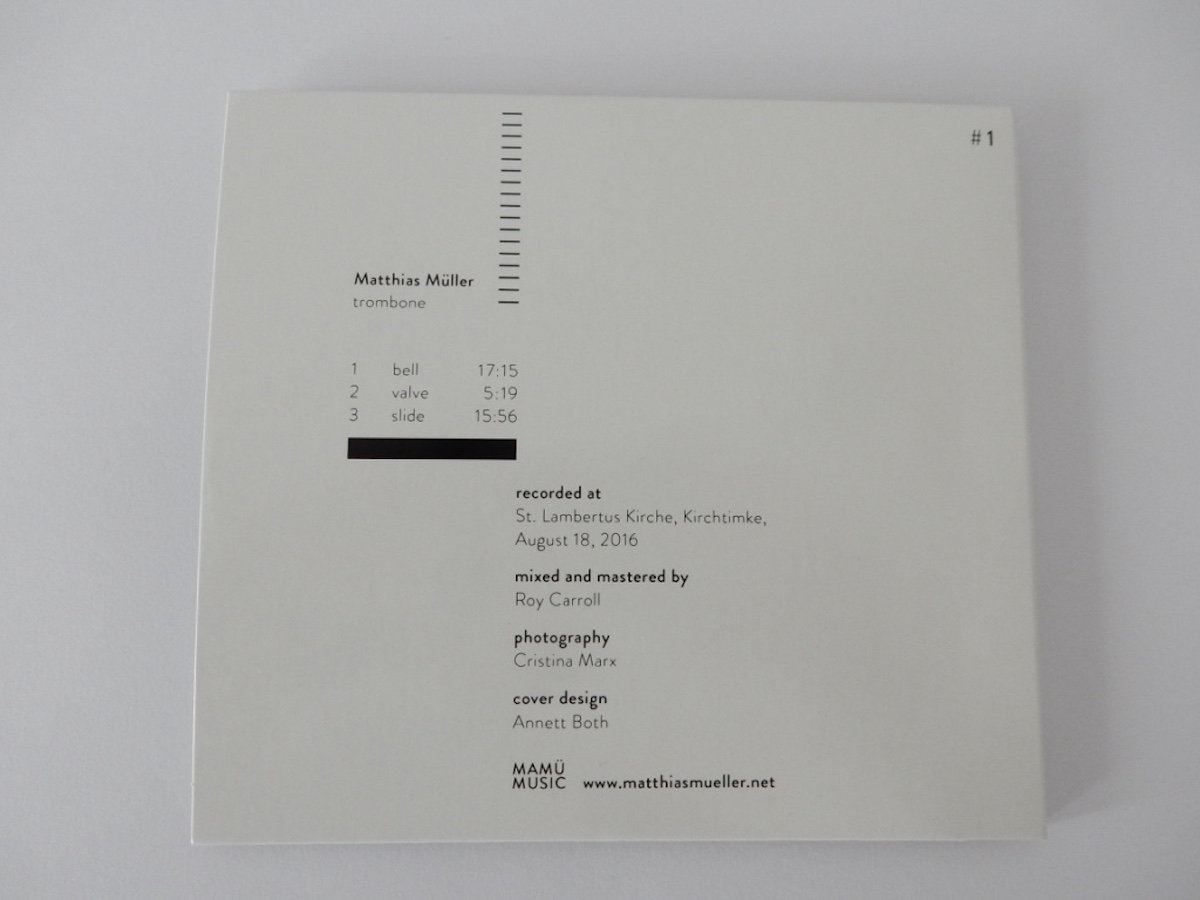 #1
Matthias Müller
trombone
1 bell 17:15
2 valve 5:19
3 slide 15:56
recorded at
St. Lambertus Kirche, Kirchtimke,
August 18, 2016
mixed and mastered by
Roy Carroll
photography
Cristina Marx
cover design
Annett Both
MAMÜ
MUSIC www.matthiasmueller.net